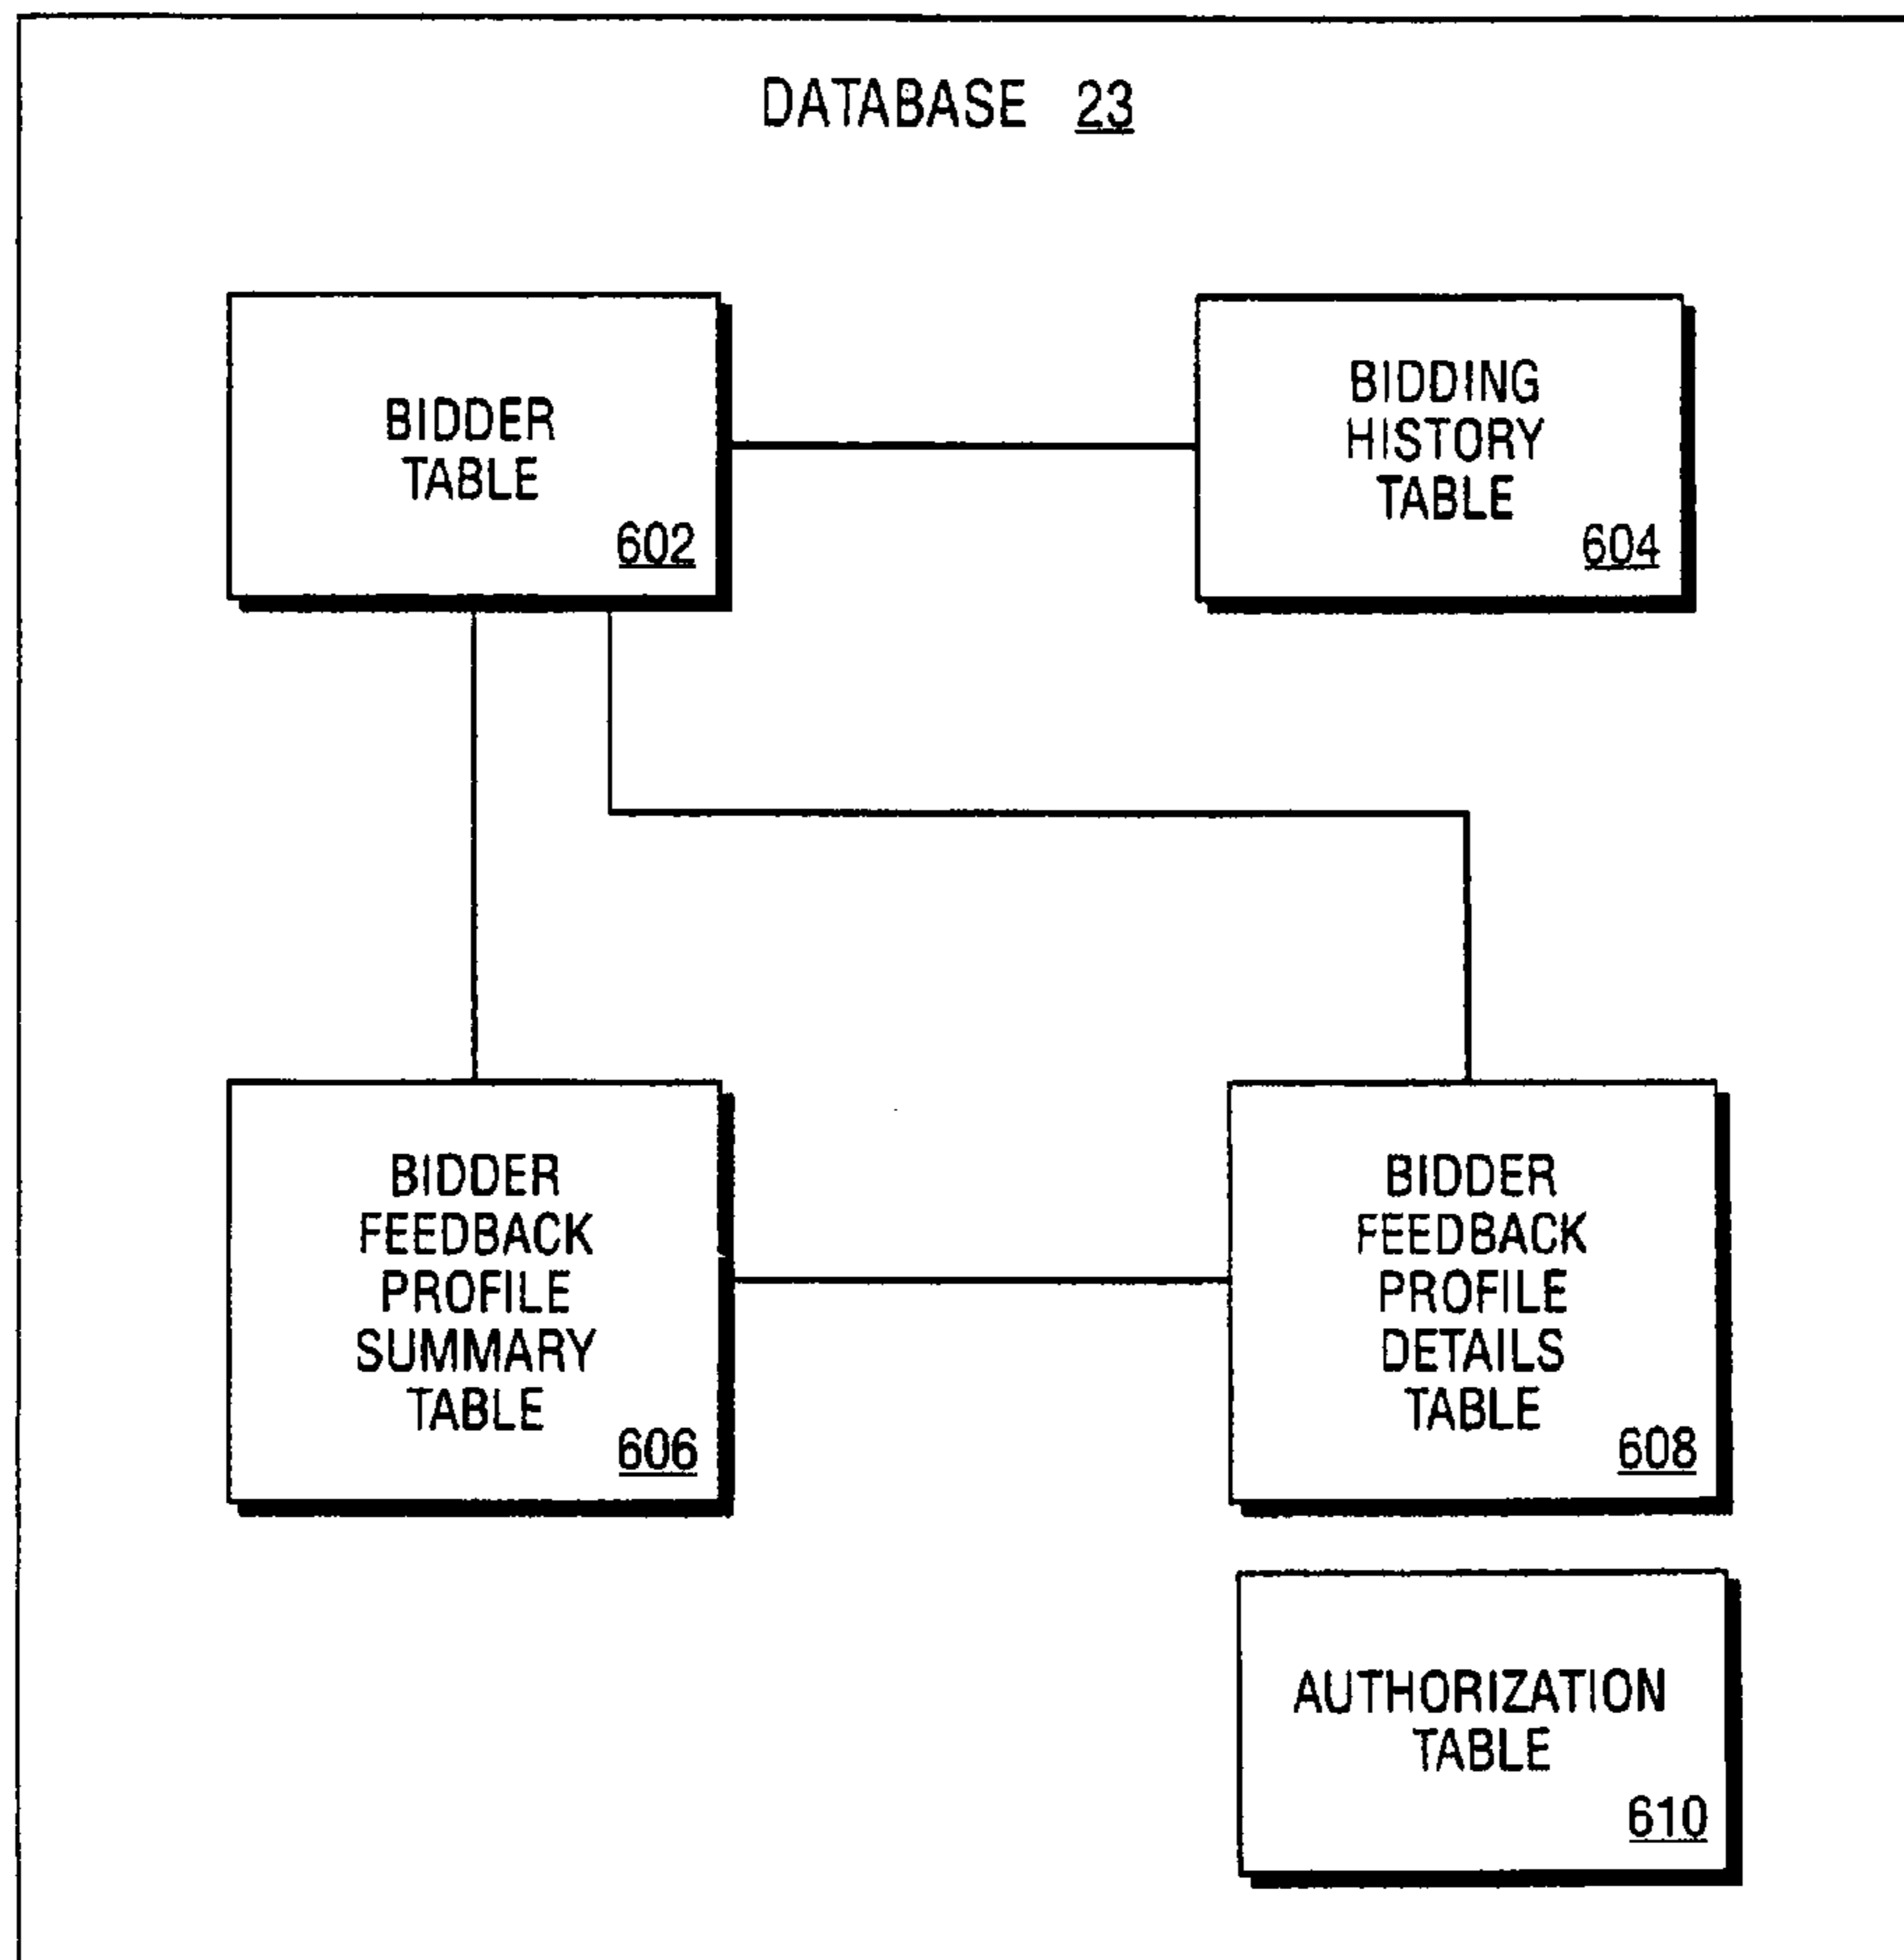 DATABASE 23
BIDDER
TABLE
602
BIDDING
HISTORY
TABLE
604
BIDDER
FEEDBACK
PROFILE
SUMMARY
TABLE
606
BIDDER
FEEDBACK
PROFILE
DETAILS
TABLE
608
AUTHORIZATION
TABLE
610